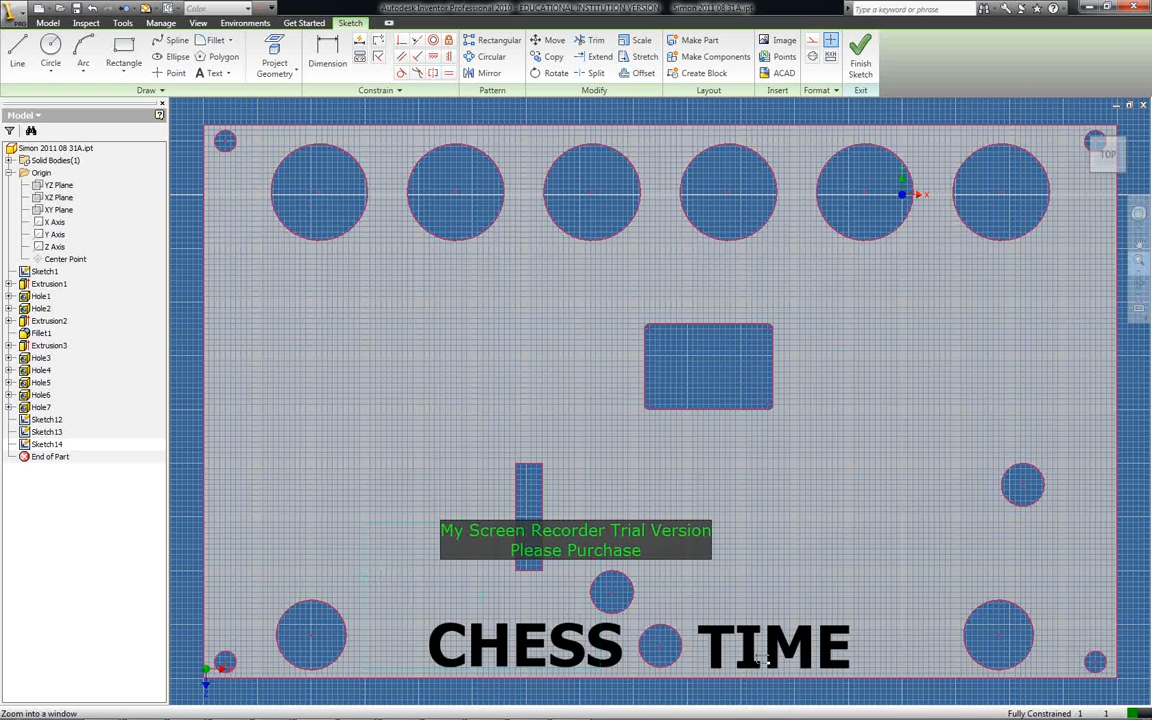 Color
Autodesk Inventor Professional 2010 - EDUCATIONAL INSTITUTION VERSION Simon 2011 08 31A.ipt
Type a keyword or phrase
PRO
Model Inspect Tools Manage View Environments Get Started Sketch
Line Circle Arc Rectangle
Spline Fillet
Ellipse Polygon
Point Text
Project
Geometry
Dimension
Rectangular
Circular
Mirror
Move Trim Scale
Copy Extend Stretch
Rotate Split Offset
Make Part
Make Components
Create Block
Image
Points
ACAD
Finish
Sketch
Draw Constrain Pattern Modify Layout Insert Format Exit
Model
Simon 2011 08 31A.ipt
Solid Bodies(1)
Origin
YZ Plane
XZ Plane
XY Plane
X Axis
Y Axis
Z Axis
Center Point
Sketch1
Extrusion1
Hole1
Hole2
Extrusion2
Fillet1
Extrusion3
Hole3
Hole4
Hole5
Hole6
Hole7
Sketch12
Sketch13
Sketch14
End of Part
TOP
X
My Screen Recorder Trial Version
Please Purchase
CHESS TIME
Zoom into a window
Fully Constrained 1 1